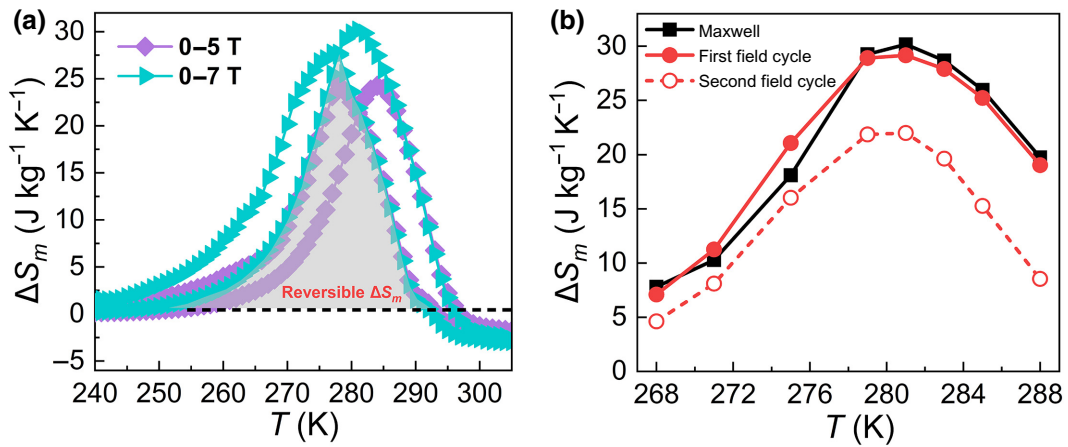 (a)
ΔSₘ (J kg⁻¹ K⁻¹)
30
25
20
15
10
5
0
–5
0–5 T
0–7 T
Reversible ΔSₘ
240 250 260 270 280 290 300
T (K)
(b)
ΔSₘ (J kg⁻¹ K⁻¹)
30
25
20
15
10
5
0
Maxwell
First field cycle
Second field cycle
268 272 276 280 284 288
T (K)